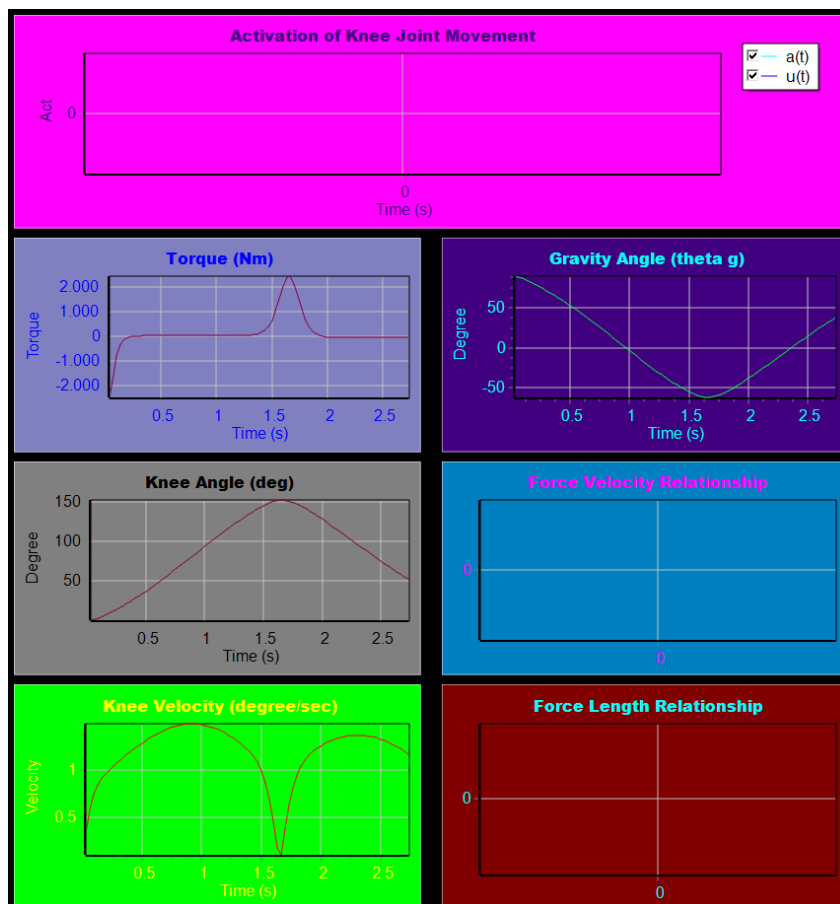 Activation of Knee Joint Movement
a(t)
u(t)
Act
0
0
Time (s)
Torque (Nm)
Torque
2.000
1.000
0
-1.000
-2.000
0.5 1 1.5 2 2.5
Time (s)
Gravity Angle (theta g)
Degree
50
0
-50
0.5 1 1.5 2 2.5
Time (s)
Knee Angle (deg)
Degree
150
100
50
0.5 1 1.5 2 2.5
Time (s)
Force Velocity Relationship
0
0
Knee Velocity (degree/sec)
Velocity
1
0.5
0.5 1 1.5 2 2.5
Time (s)
Force Length Relationship
0
0